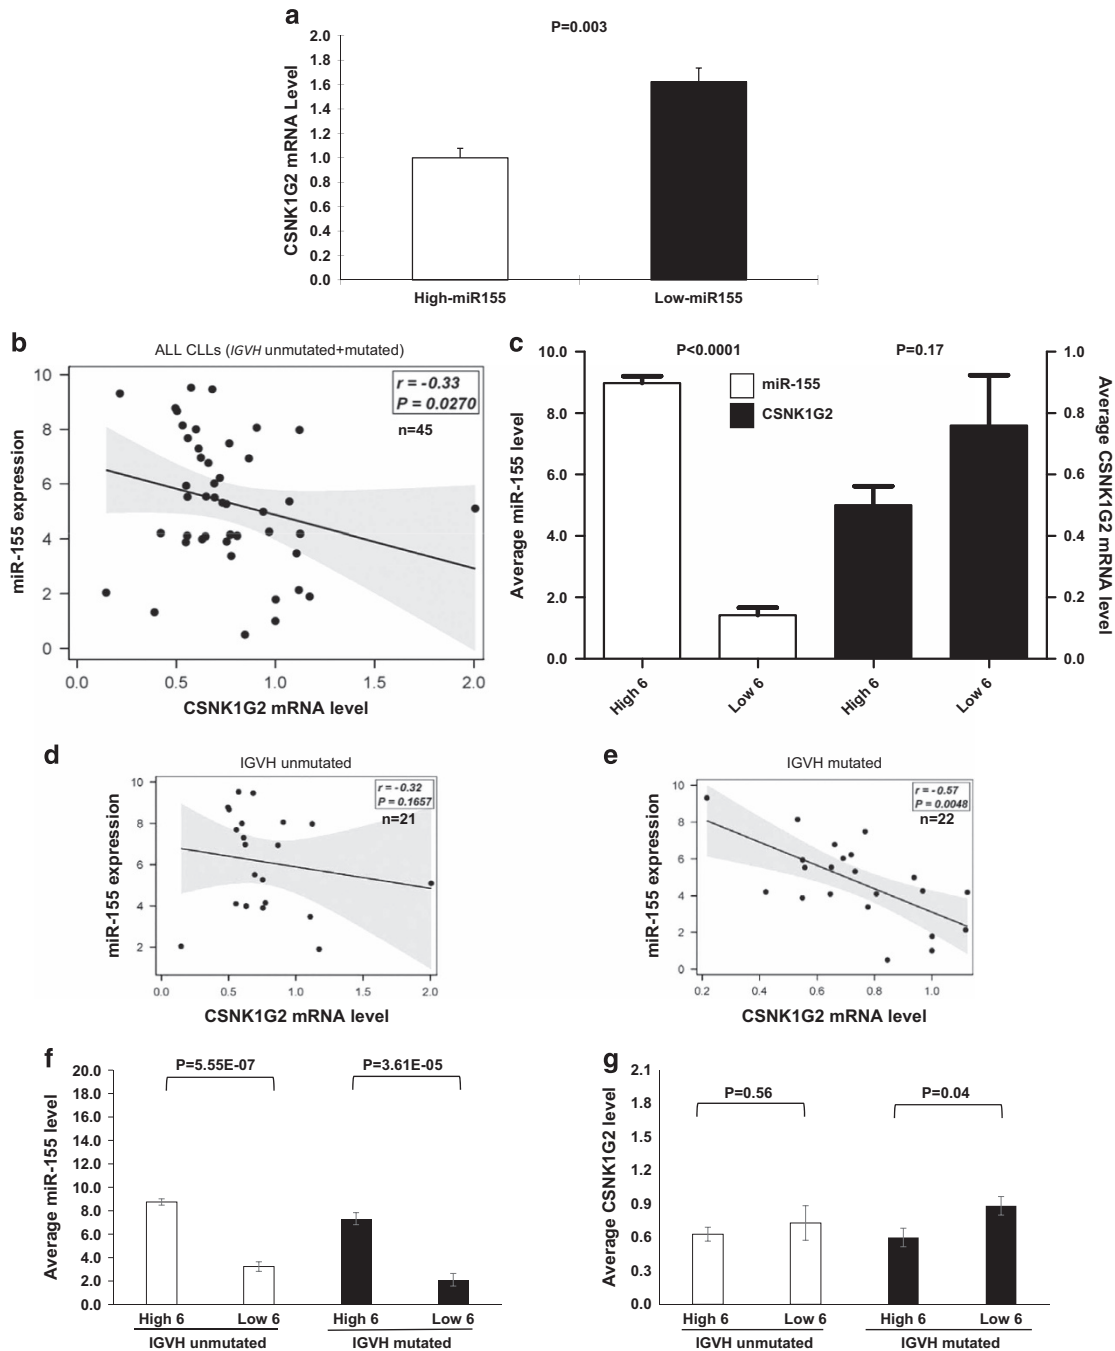 a
P=0.003
CSNK1G2 mRNA Level
2.0
1.8
1.6
1.4
1.2
1.0
0.8
0.6
0.4
0.2
0.0
High-miR155 Low-miR155
b
ALL CLLs (IGVH unmutated+mutated)
miR-155 expression
10
8
6
4
2
0
r = -0.33
P = 0.0270
n=45
0.0 0.5 1.0 1.5 2.0
CSNK1G2 mRNA level
c
P<0.0001 P=0.17
miR-155
CSNK1G2
Average miR-155 level
10.0
8.0
6.0
4.0
2.0
0.0
Average CSNK1G2 mRNA level
1.0
0.8
0.6
0.4
0.2
0.0
High 6 Low 6 High 6 Low 6
d
IGVH unmutated
miR-155 expression
10
8
6
4
2
r = -0.32
P = 0.1657
n=21
0.0 0.5 1.0 1.5 2.0
CSNK1G2 mRNA level
e
IGVH mutated
miR-155 expression
10
8
6
4
2
0
r = -0.57
P = 0.0048
n=22
0.2 0.4 0.6 0.8 1.0
CSNK1G2 mRNA level
f
P=5.55E-07 P=3.61E-05
Average miR-155 level
20.0
18.0
16.0
14.0
12.0
10.0
8.0
6.0
4.0
2.0
0.0
High 6 Low 6 High 6 Low 6
IGVH unmutated IGVH mutated
g
P=0.56 P=0.04
Average CSNK1G2 level
2.1
1.8
1.5
1.2
0.9
0.6
0.3
0.0
High 6 Low 6 High 6 Low 6
IGVH unmutated IGVH mutated